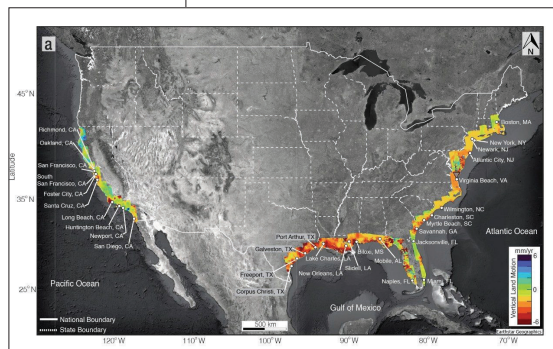 a
N
45°N
35°N
25°N
Latitude
Richmond, CA
Oakland, CA
San Francisco, CA
South
San Francisco, CA
Foster City, CA
Santa Cruz, CA
Long Beach, CA
Huntington Beach, CA
Newport, CA
San Diego, CA
Boston, MA
New York, NY
Newark, NJ
Atlantic City, NJ
Virginia Beach, VA
Wilmington, NC
Charleston, SC
Myrtle Beach, SC
Savannah, GA
Jacksonville, FL
Port Arthur, TX
Galveston, TX
Freeport, TX
Corpus Christi, TX
Lake Charles, LA
New Orleans, LA
Slidell, LA
Biloxi, MS
Mobile, AL
Naples, FL
Miami, FL
Pacific Ocean
Gulf of Mexico
Atlantic Ocean
National Boundary
State Boundary
500 km
mm/yr
6
Vertical Land Motion
-6
Earthstar Geographics
120°W
110°W
100°W
90°W
80°W
70°W